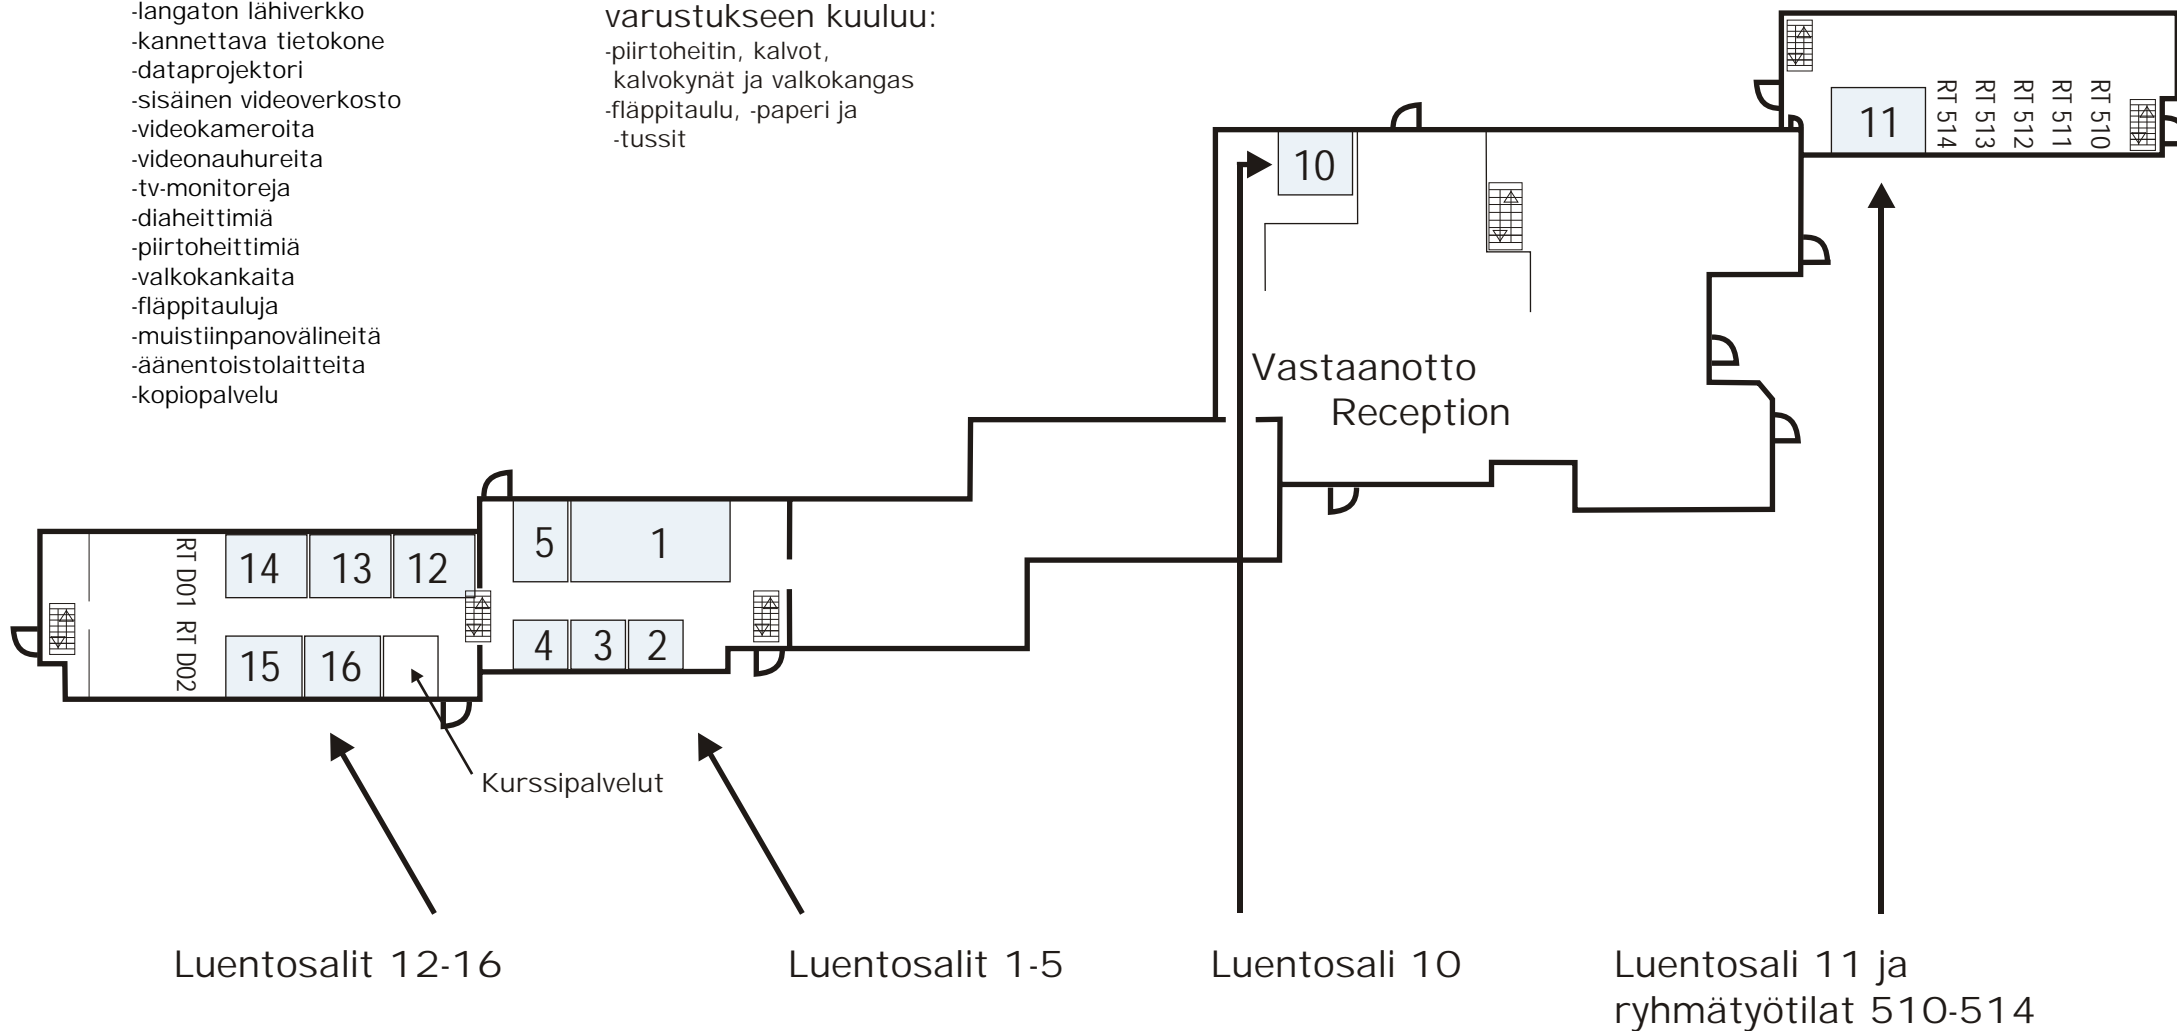 -langaton lähiverkko
-kannettava tietokone
-dataprojektori
-sisäinen videoverkosto
-videokameroita
-videonauhureita
-tv-monitoreja
-diaheittimiä
-piirtoheittimiä
-valkokankaita
-fläppitauluja
-muistiinpanovälineitä
-äänentoistolaitteita
-kopiopalvelu
varustukseen kuuluu:
-piirtoheitin, kalvot,
kalvokynät ja valkokangas
-fläppitaulu, -paperi ja
-tussit
10
11
RT 514
RT 513
RT 512
RT 511
RT 510
Vastaanotto
Reception
5
1
4
3
2
RT D01
14
13
12
RT D02
15
16
Kurssipalvelut
Luentosalit 12-16
Luentosalit 1-5
Luentosali 10
Luentosali 11 ja
ryhmätyötilat 510-514